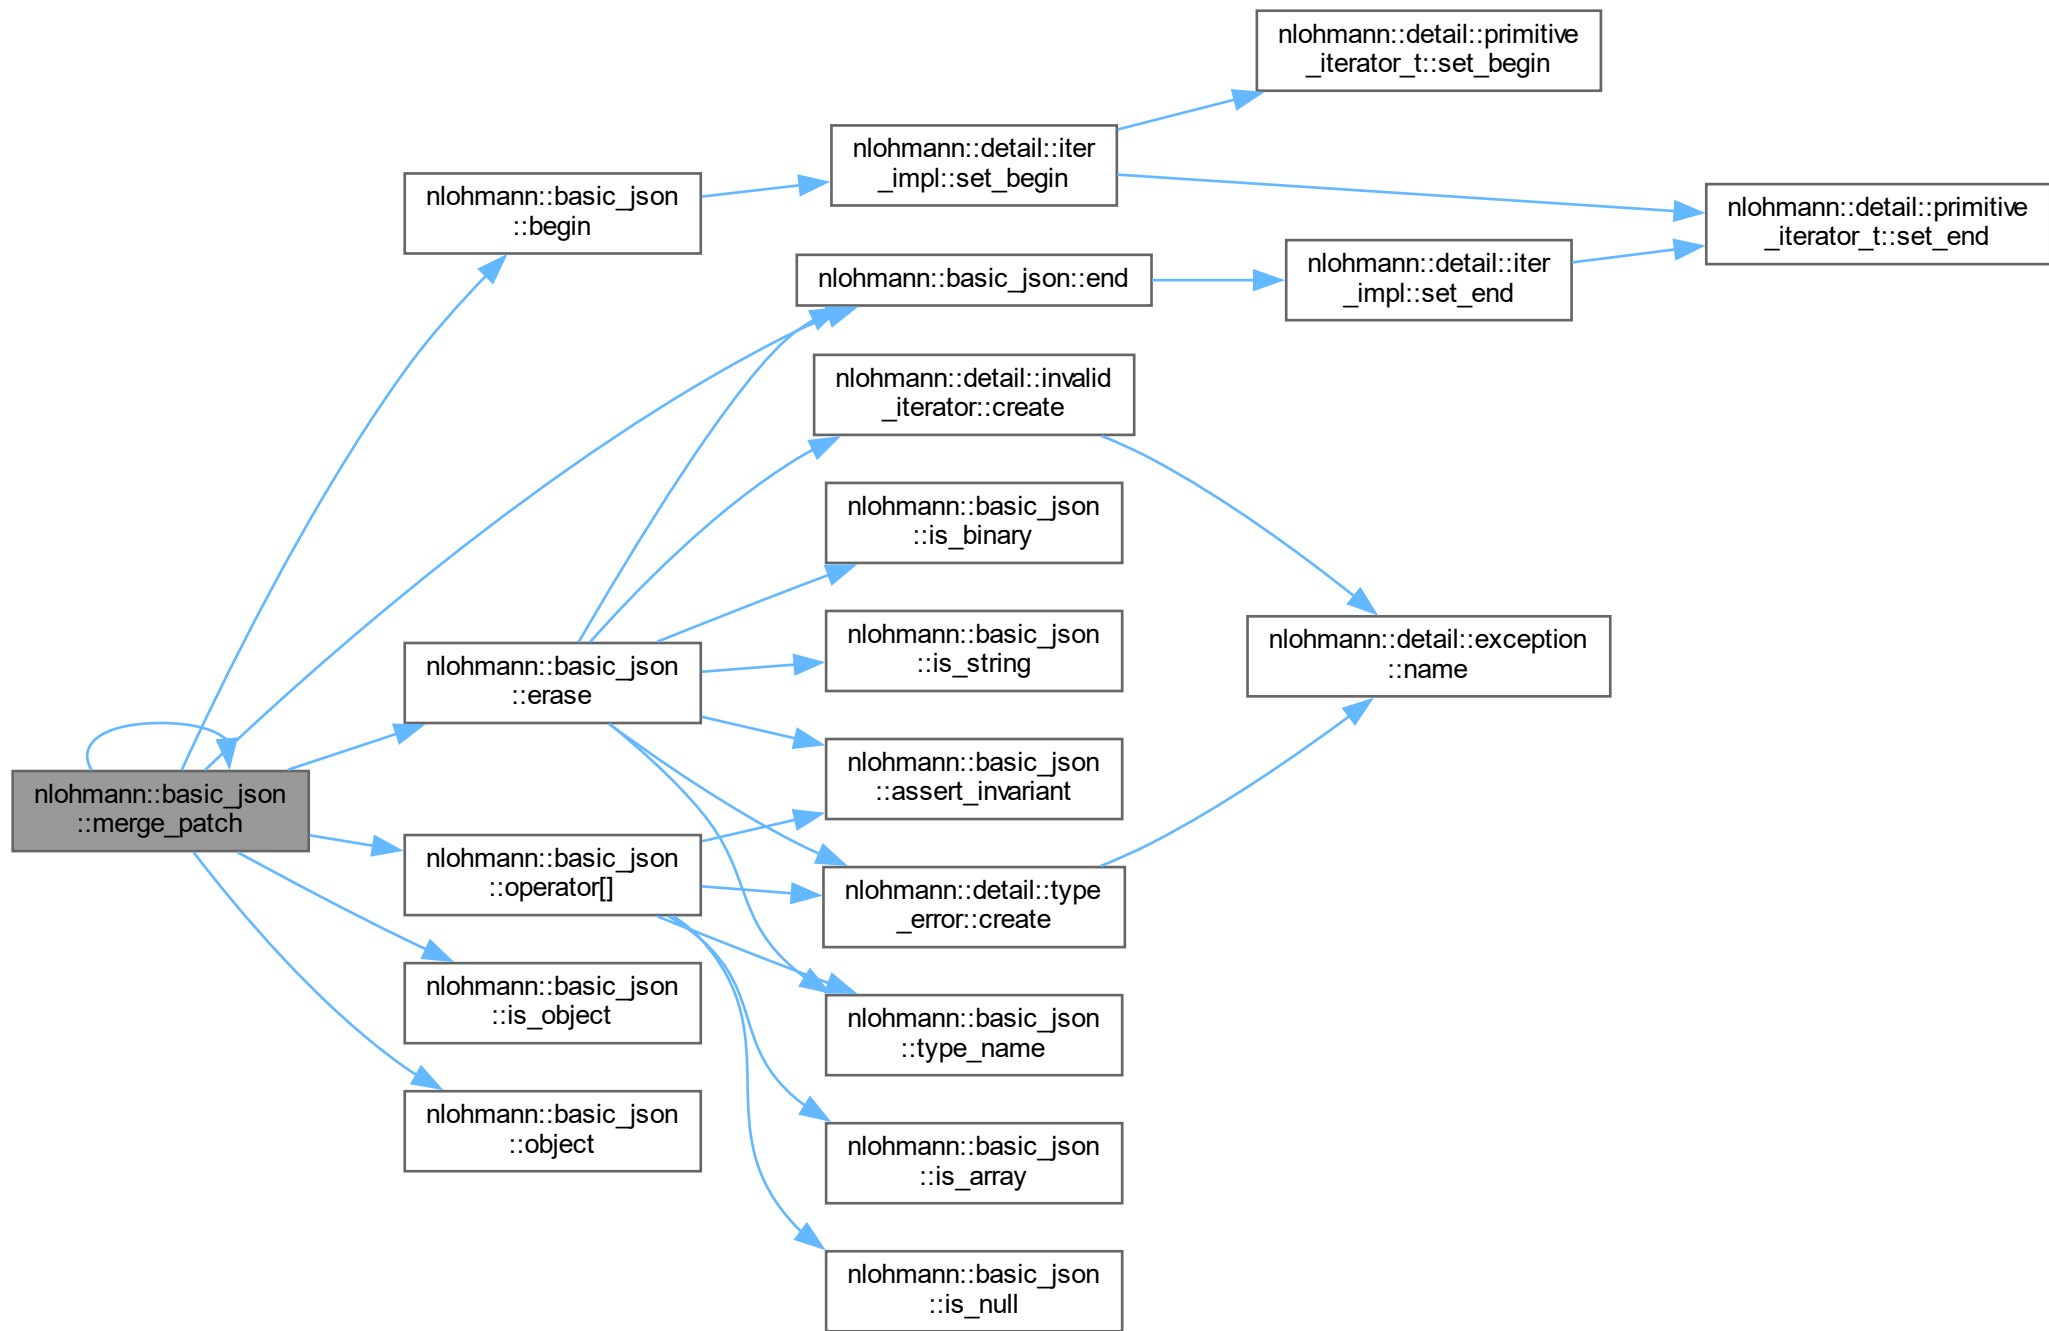 nlohmann::detail::primitive
_iterator_t::set_begin
nlohmann::detail::iter
_impl::set_begin
nlohmann::basic_json
::begin
nlohmann::detail::primitive
_iterator_t::set_end
nlohmann::basic_json::end
nlohmann::detail::iter
_impl::set_end
nlohmann::detail::invalid
_iterator::create
nlohmann::basic_json
::is_binary
nlohmann::basic_json
::is_string
nlohmann::detail::exception
::name
nlohmann::basic_json
::erase
nlohmann::basic_json
::assert_invariant
nlohmann::basic_json
::merge_patch
nlohmann::basic_json
::operator[]
nlohmann::detail::type
_error::create
nlohmann::basic_json
::is_object
nlohmann::basic_json
::type_name
nlohmann::basic_json
::object
nlohmann::basic_json
::is_array
nlohmann::basic_json
::is_null